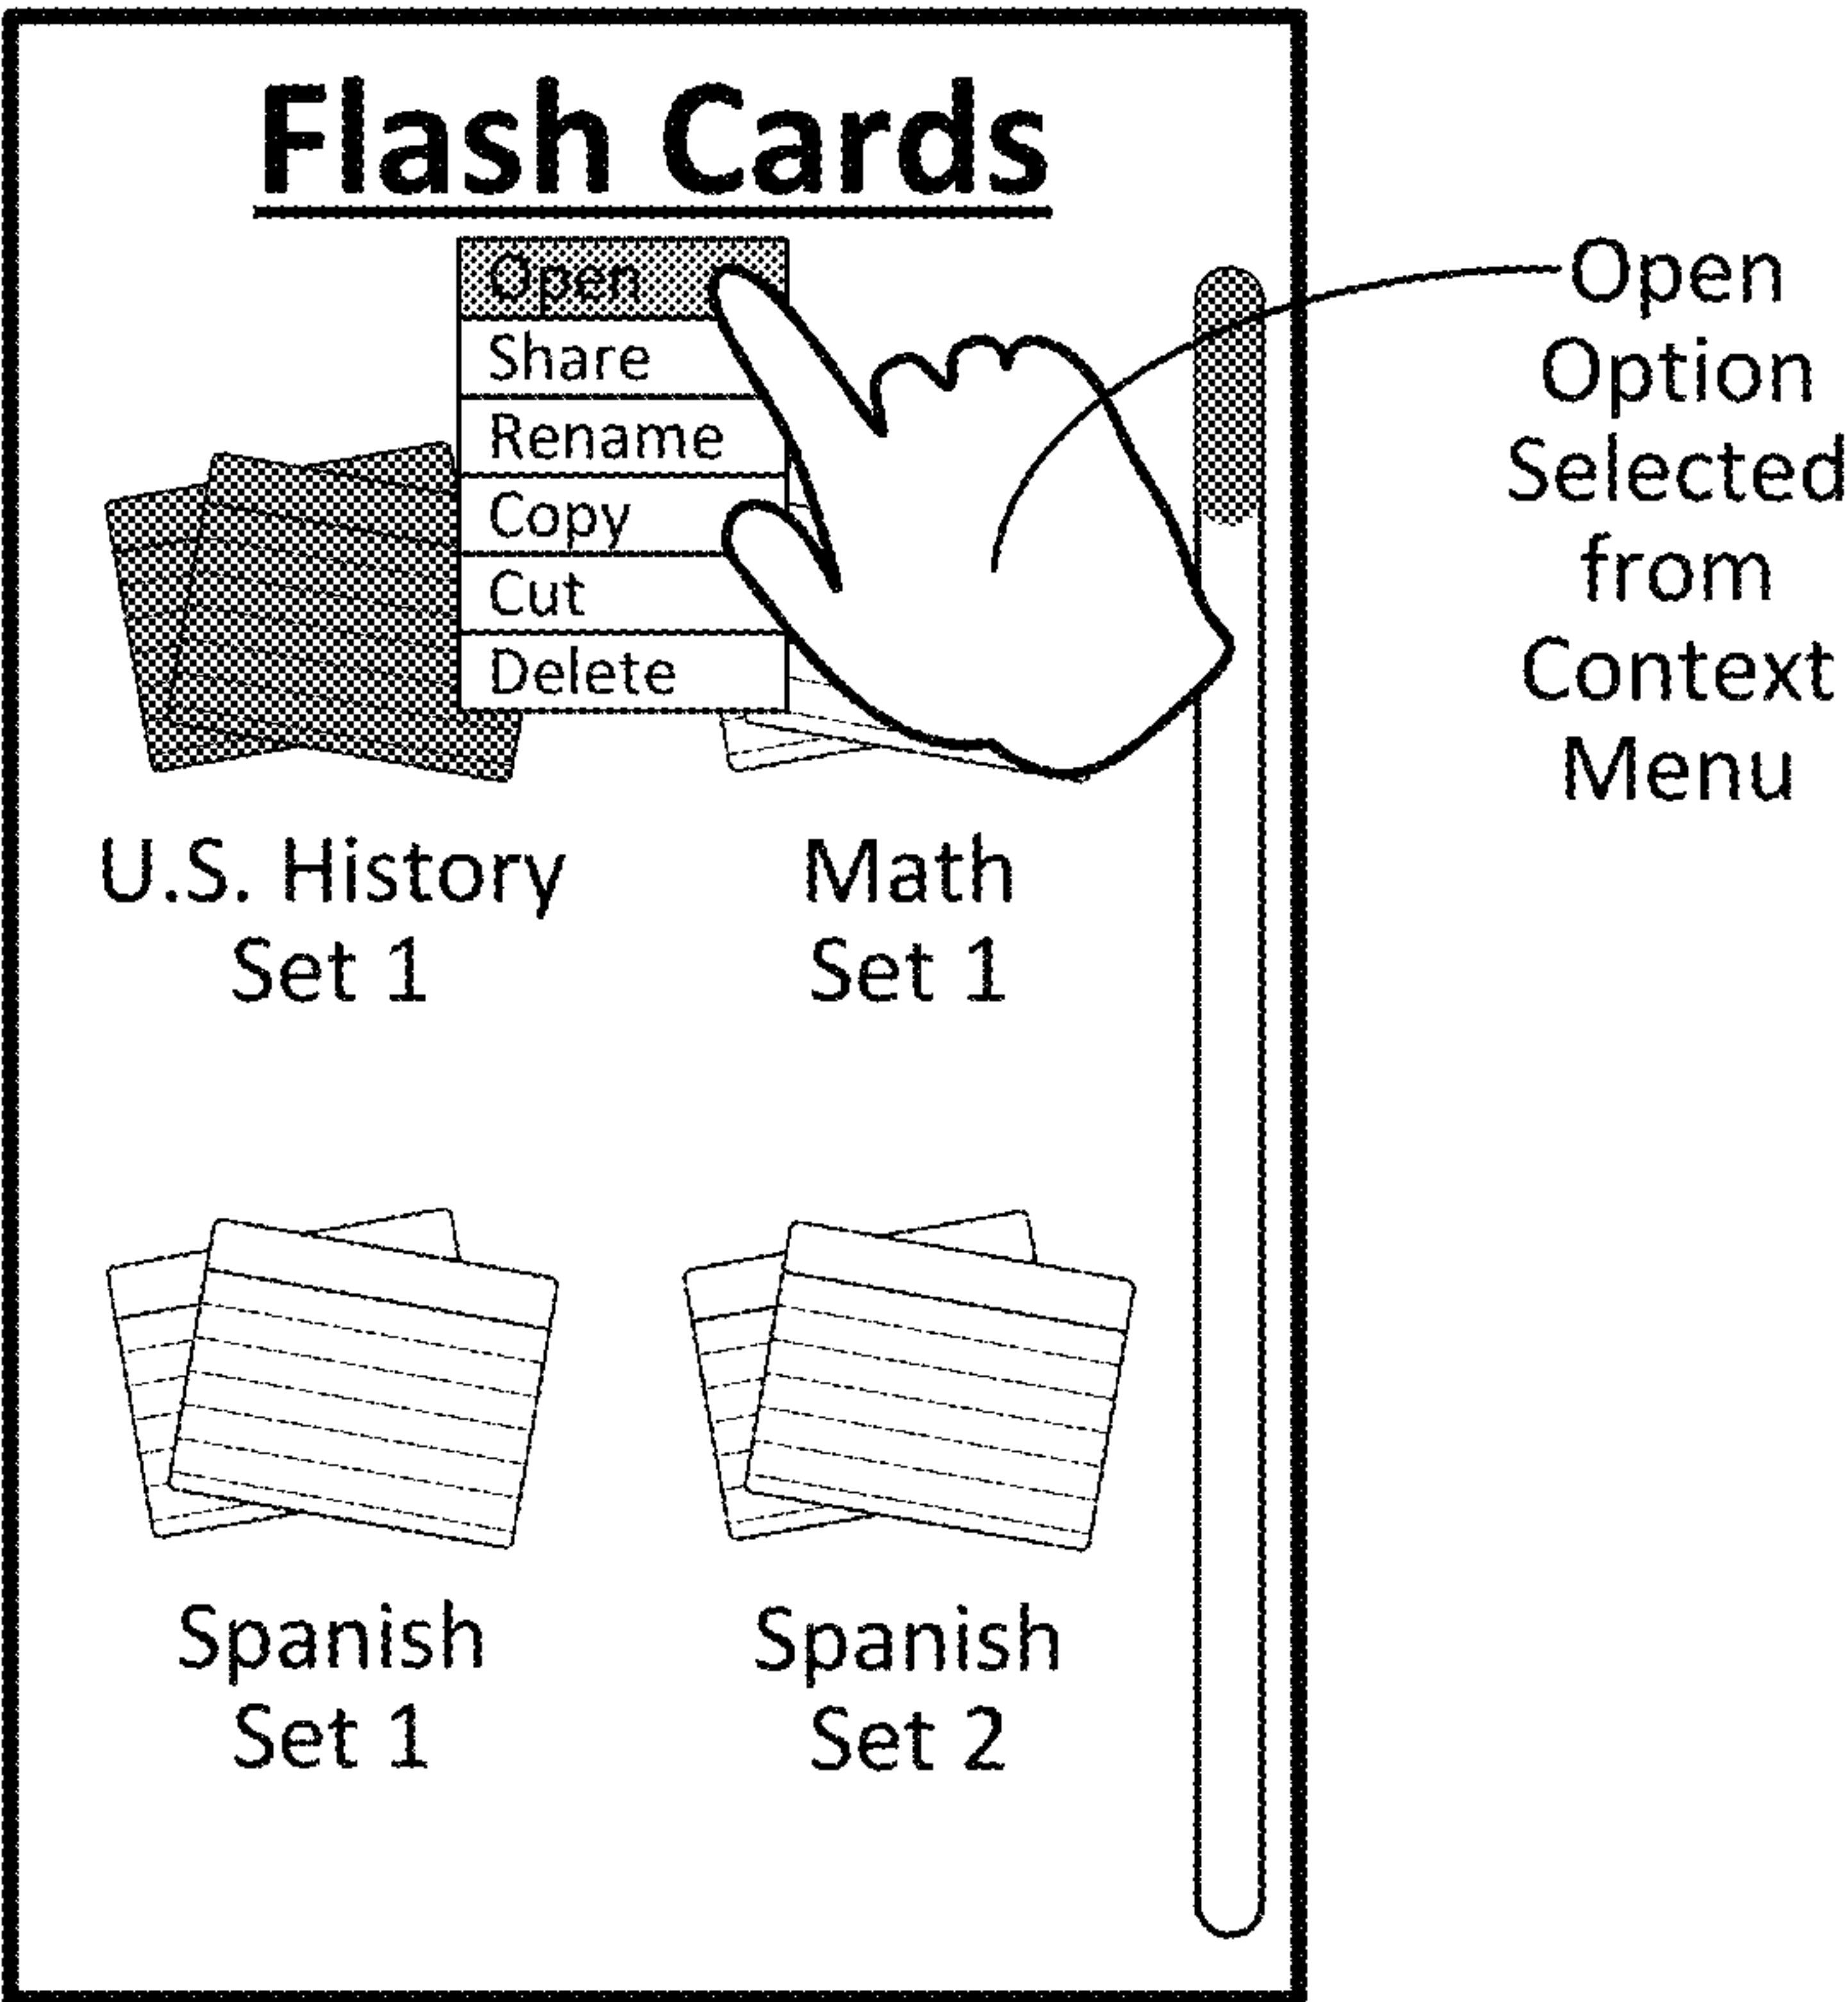 Flash Cards
Open
Share
Rename
Copy
Cut
Delete
U.S. History
Set 1
Math
Set 1
Spanish
Set 1
Spanish
Set 2
Open
Option
Selected
from
Context
Menu